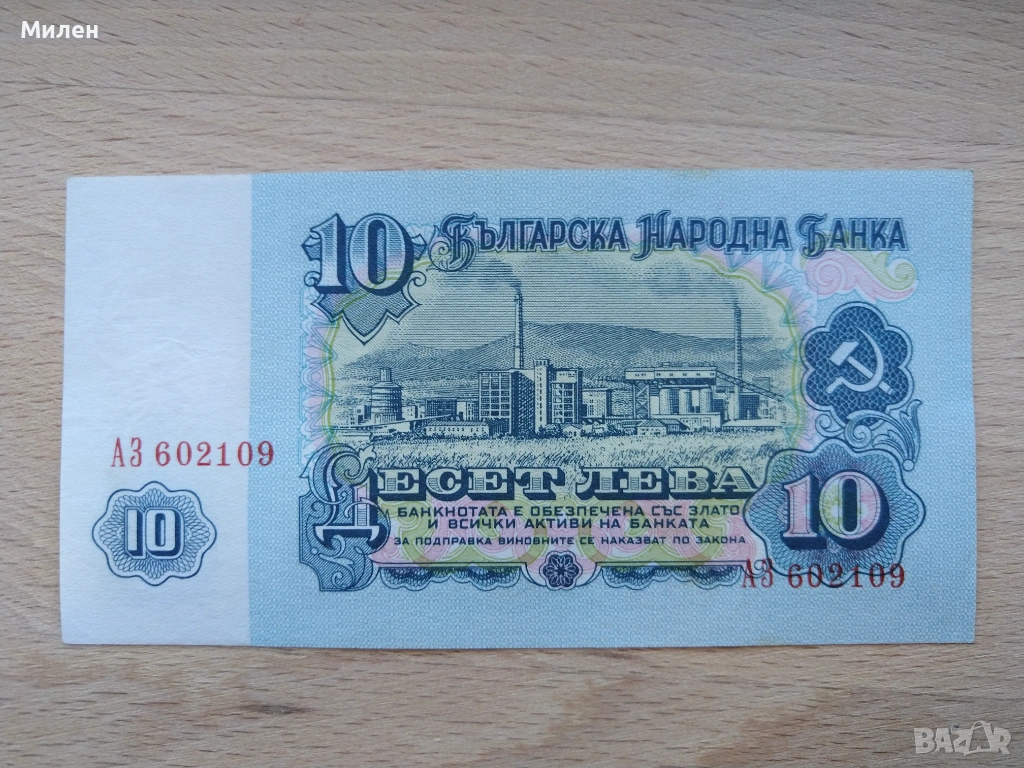 Милен
10
БЪЛГАРСКА НАРОДНА БАНКА
АЗ 602109
ДЕСЕТ ЛЕВА
БАНКНОТАТА Е ОБЕЗПЕЧЕНА СЪС ЗЛАТО
И ВСИЧКИ АКТИВИ НА БАНКАТА
ЗА ПОДПРАВКА ВИНОВНИТЕ СЕ НАКАЗВАТ ПО ЗАКОНА
10
10
АЗ 602109
BAZAR